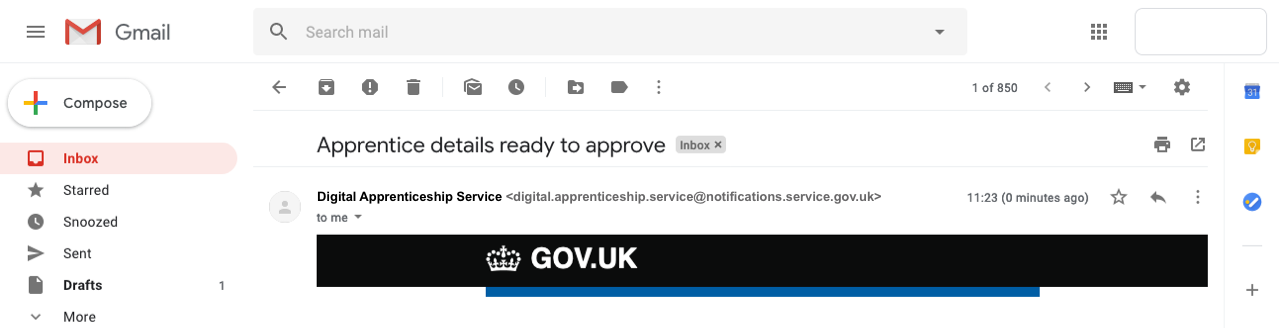 Gmail
Search mail
Compose
1 of 850
31
Inbox
Apprentice details ready to approve Inbox ×
Starred
Digital Apprenticeship Service <digital.apprenticeship.service@notifications.service.gov.uk> 11:23 (0 minutes ago)
Snoozed
to me
Sent
GOV.UK
Drafts 1
More